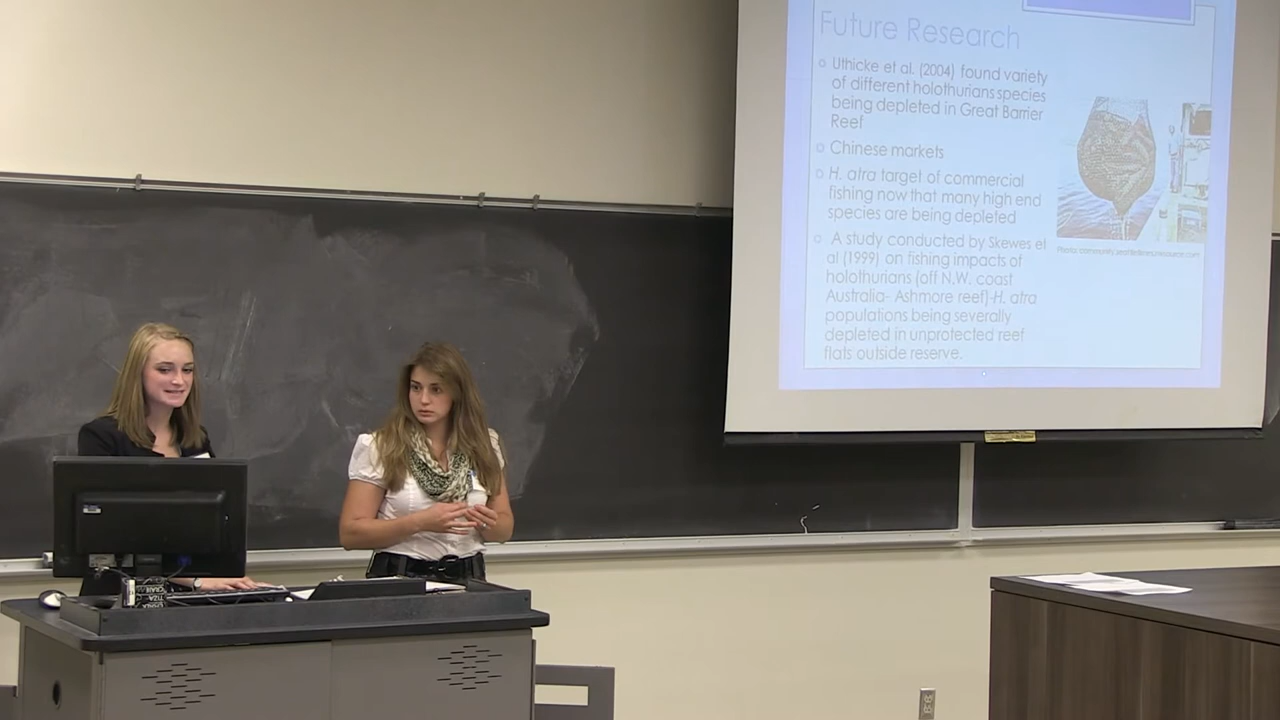 Future Research
Uthicke et al. (2004) found variety
of different holothurians species
being depleted in Great Barrier
Reef
Chinese markets
H. atra target of commercial
fishing now that many high end
species are being depleted
A study conducted by Skewes et
al (1999) on fishing impacts of
holothurians (off N.W. coast
Australia- Ashmore reef)-H. atra
populations being severally
depleted in unprotected reef
flats outside reserve.